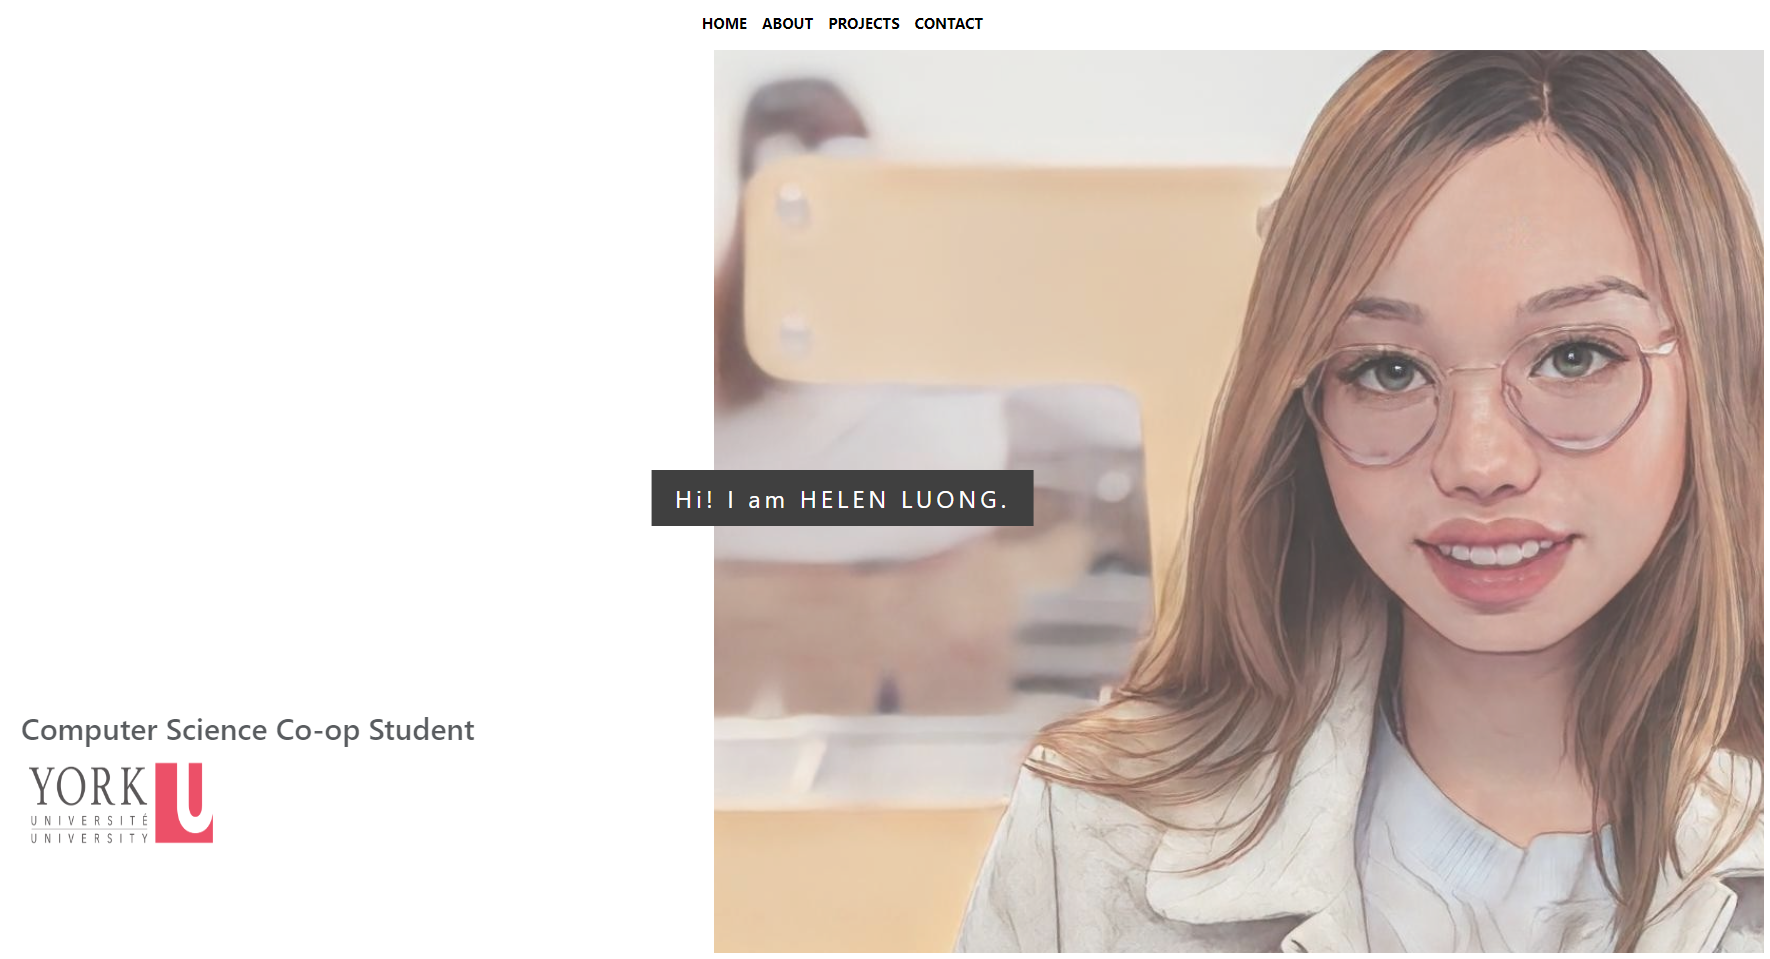 HOME ABOUT PROJECTS CONTACT
Hi! I am HELEN LUONG.
Computer Science Co-op Student
YORK U
UNIVERSITÉ
UNIVERSITY